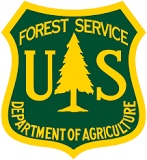 FOREST SERVICE
U S
DEPARTMENT OF AGRICULTURE